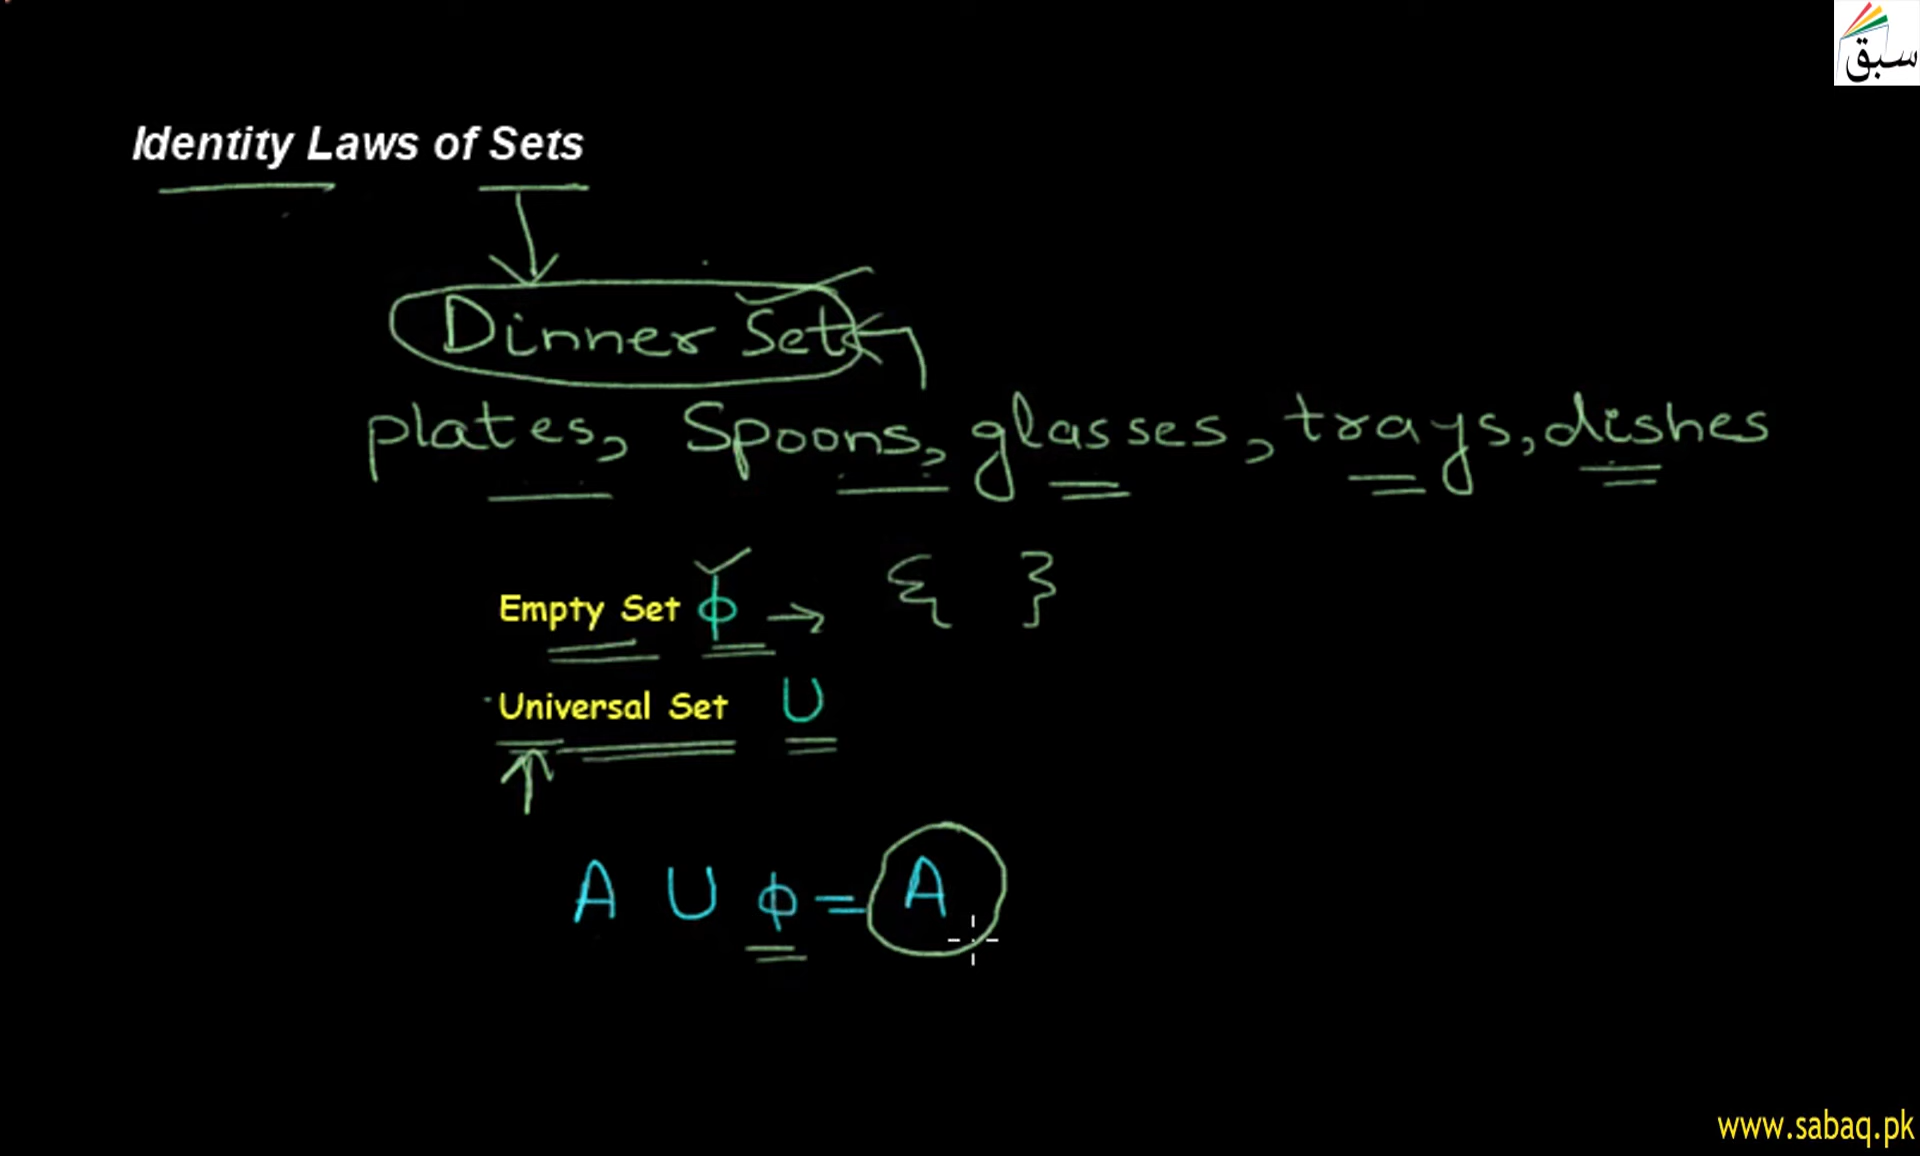 سبق
Identity Laws of Sets
Dinner Set
plates, Spoons, glasses, trays, dishes
Empty Set ϕ → { }
Universal Set U
A U ϕ = A
www.sabaq.pk